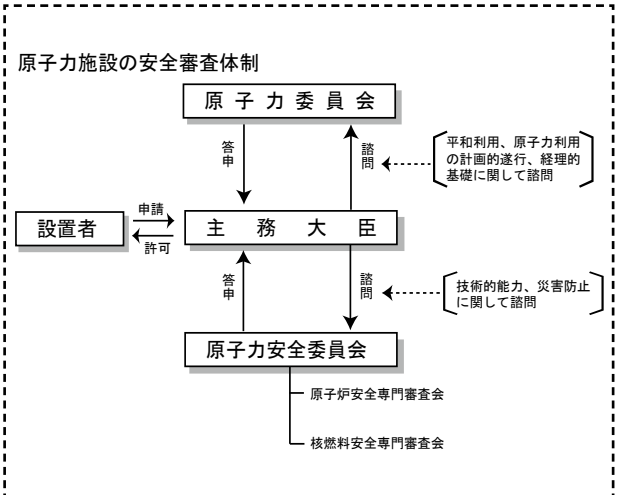 原子力施設の安全審査体制
原子力委員会
答申
諮問
平和利用、原子力利用
の計画的遂行、経理的
基礎に関して諮問
設置者
申請
許可
主務大臣
答申
諮問
技術的能力、災害防止
に関して諮問
原子力安全委員会
原子炉安全専門審査会
核燃料安全専門審査会